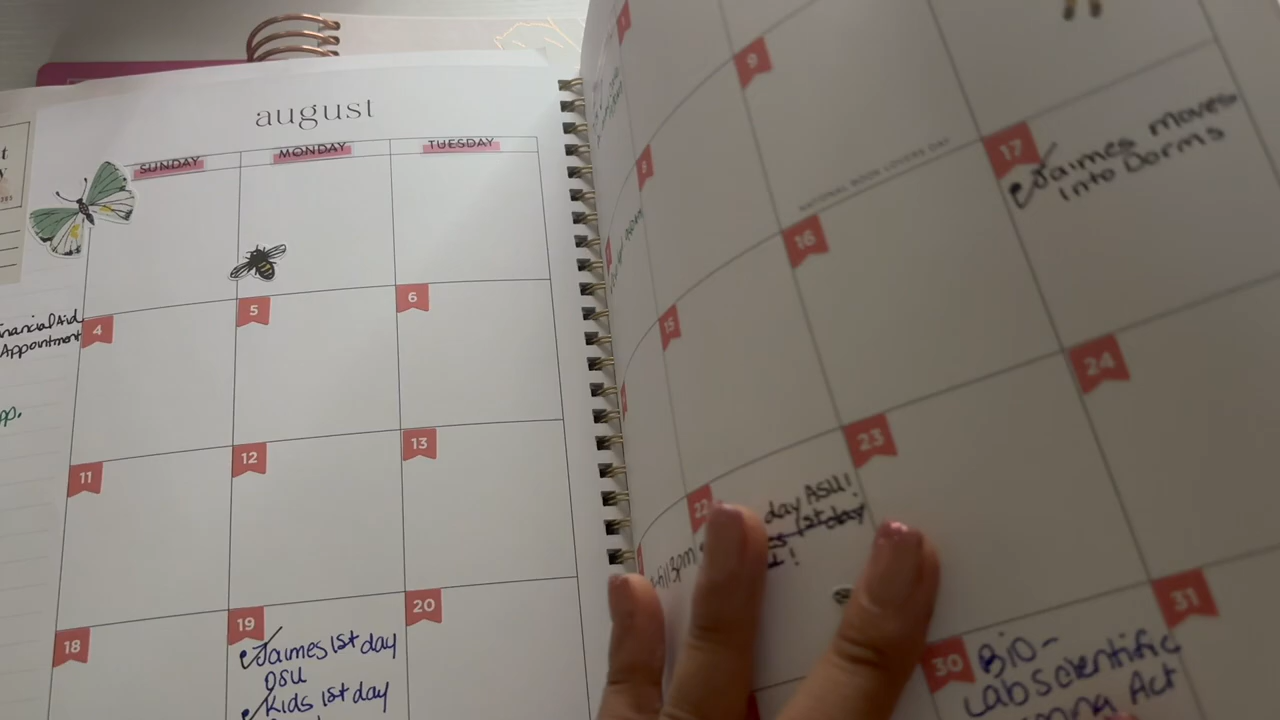 august
SUNDAY
MONDAY
TUESDAY
4
5
6
11
12
13
18
19
20
Jaimes 1st day
OSU
Kids 1st day
Appointment
1
8
9
NATIONAL BOOK LOVERS DAY
15
16
17
Jaimes moves
into Dorms
22
day ASU!
1st day
23
24
30
Bio-
Lab Scientific
Act
31